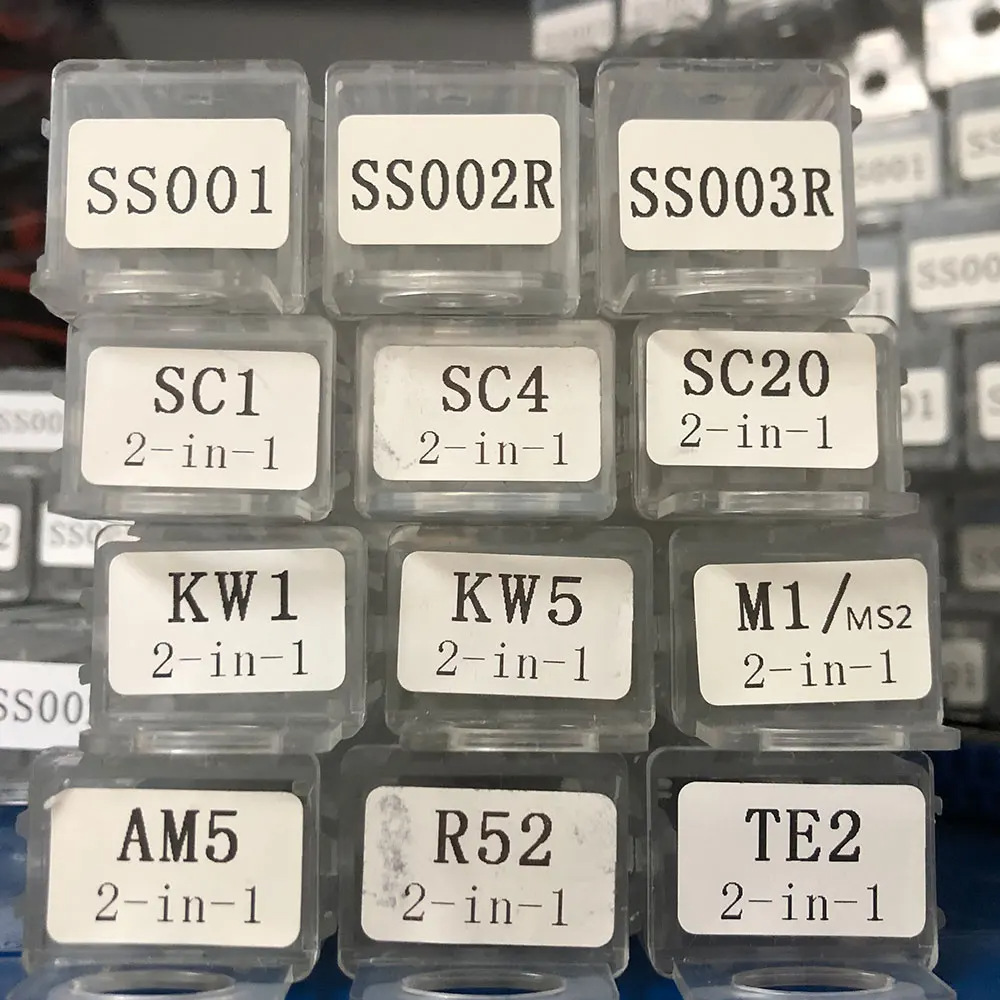 SS001
SS002R
SS003R
SC1
2-in-1
SC4
2-in-1
SC20
2-in-1
KW1
2-in-1
KW5
2-in-1
M1/MS2
2-in-1
AM5
2-in-1
R52
2-in-1
TE2
2-in-1